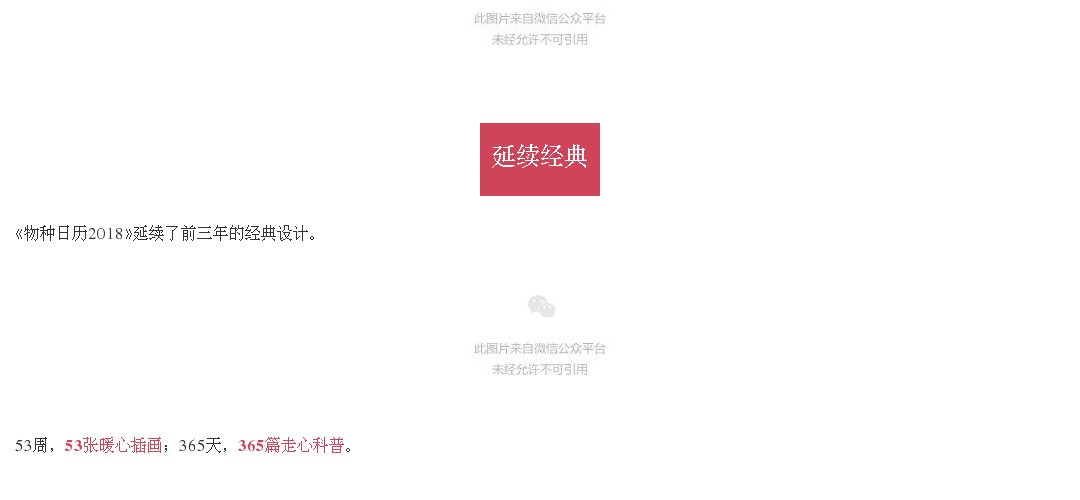 此图片来自微信公众平台
未经允许不可引用
延续经典
《物种日历2018》延续了前三年的经典设计。
此图片来自微信公众平台
未经允许不可引用
53周，53张暖心插画；365天，365篇走心科普。